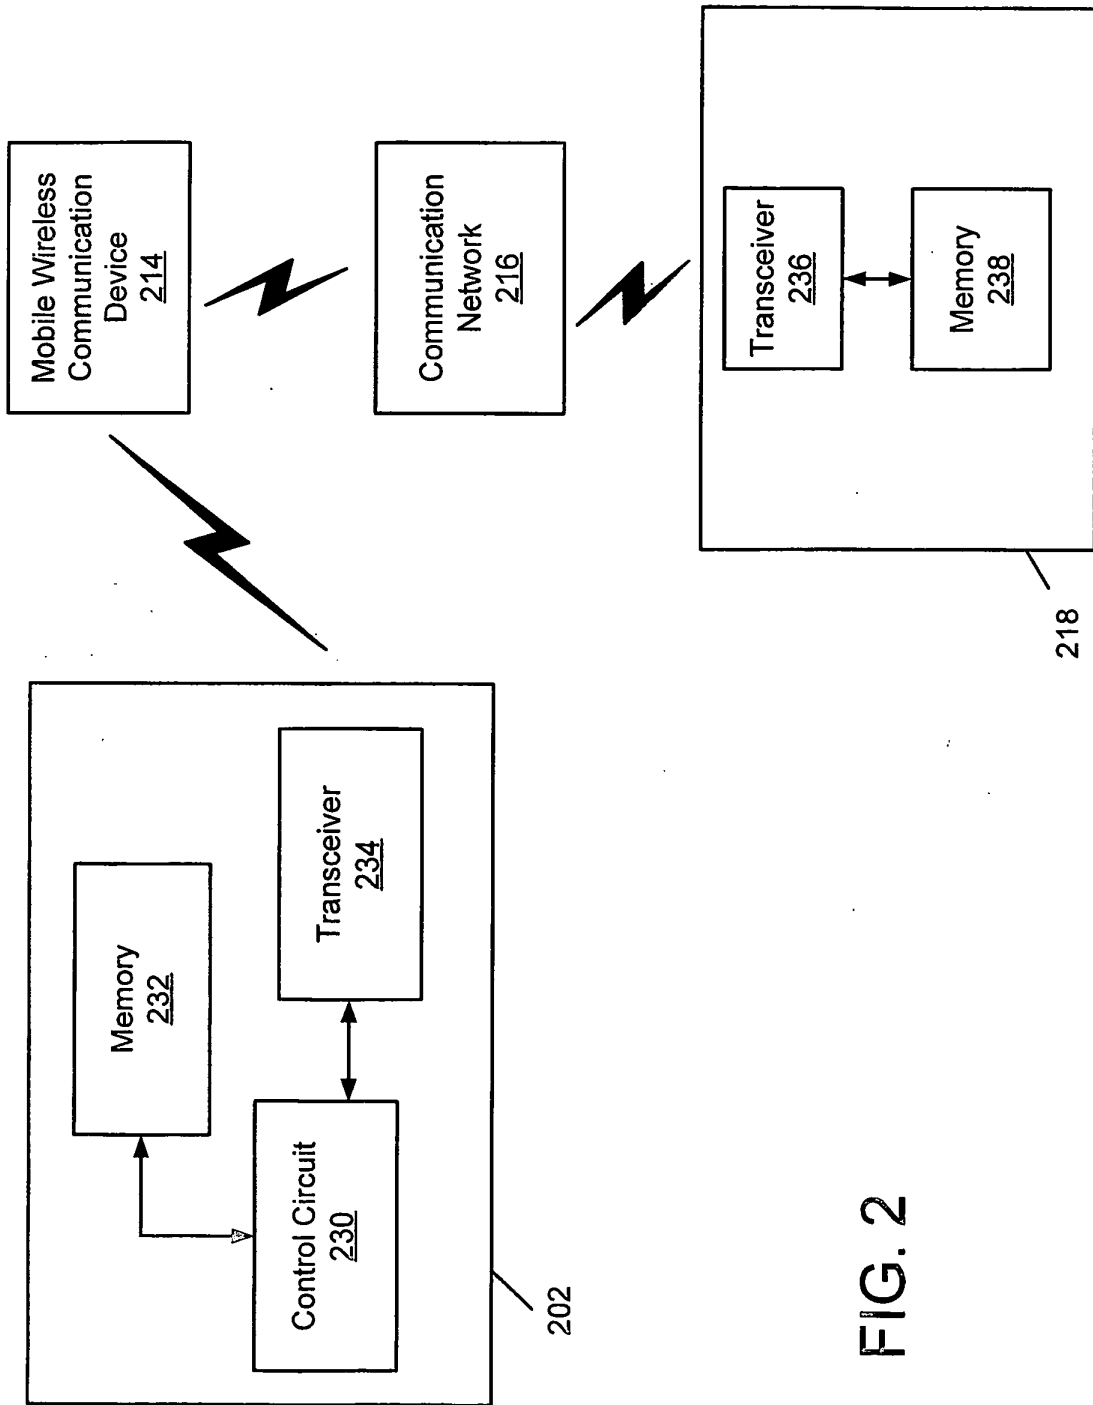 Memory
232
Control Circuit
230
Transceiver
234
202
Mobile Wireless
Communication
Device
214
Communication
Network
216
Transceiver
236
Memory
238
218
FIG. 2